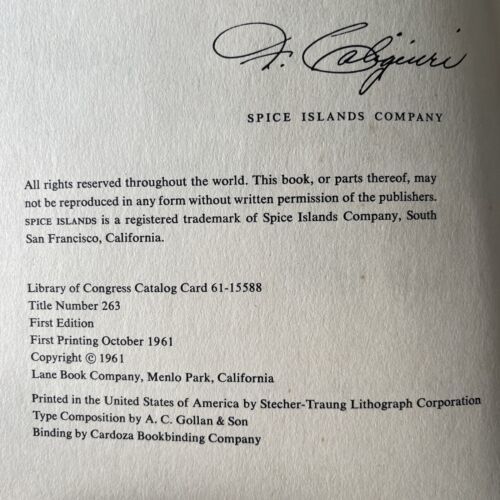 F. Caligiuri
SPICE ISLANDS COMPANY
All rights reserved throughout the world. This book, or parts thereof, may
not be reproduced in any form without written permission of the publishers.
SPICE ISLANDS is a registered trademark of Spice Islands Company, South
San Francisco, California.
Library of Congress Catalog Card 61-15588
Title Number 263
First Edition
First Printing October 1961
Copyright © 1961
Lane Book Company, Menlo Park, California
Printed in the United States of America by Stecher-Traung Lithograph Corporation
Type Composition by A. C. Gollan & Son
Binding by Cardoza Bookbinding Company